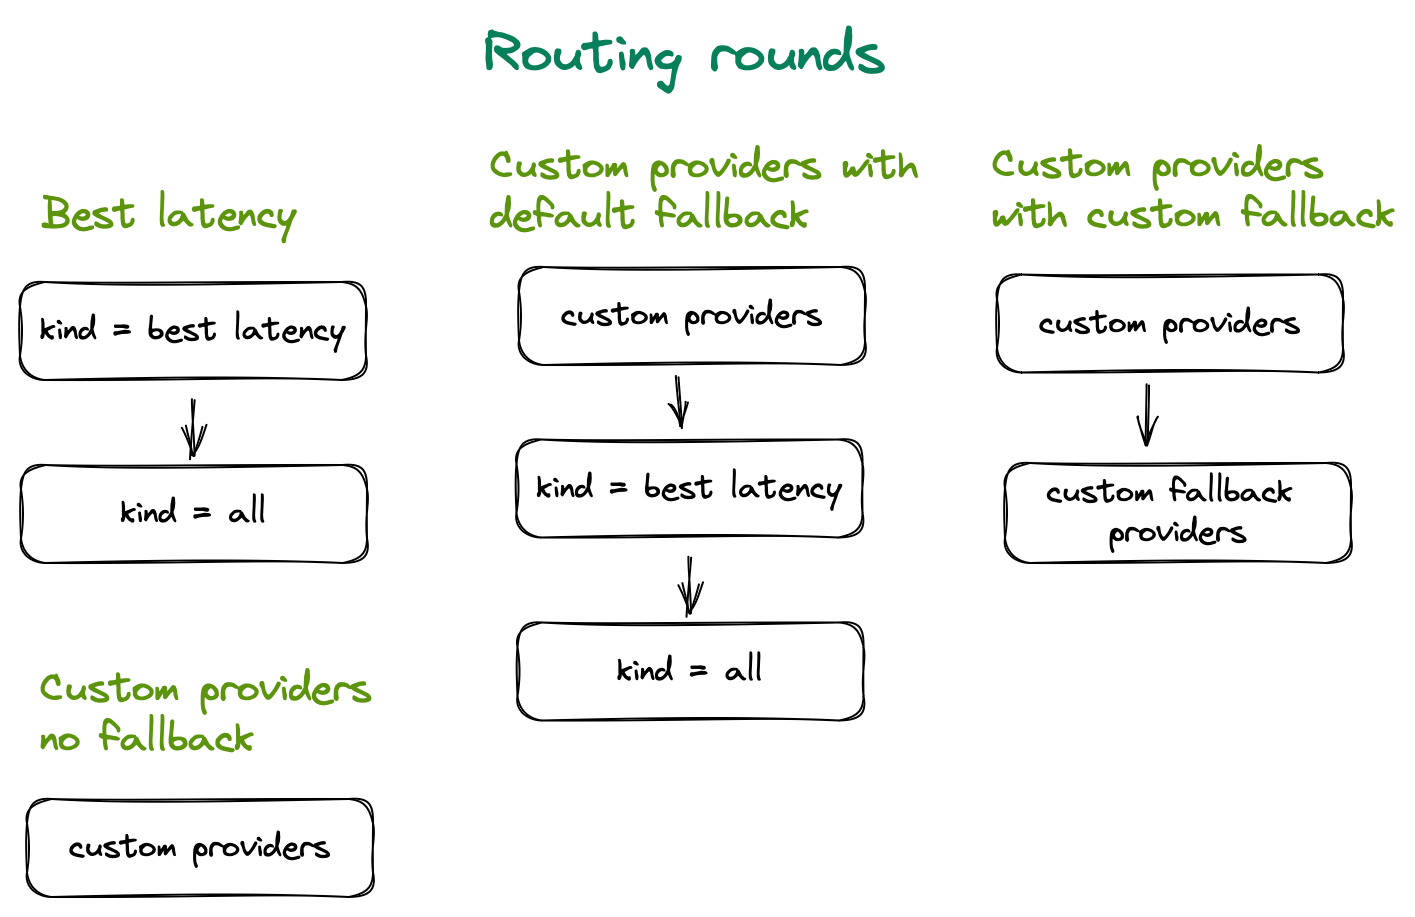 Routing rounds
Best latency
kind = best latency
kind = all
Custom providers with
default fallback
custom providers
kind = best latency
kind = all
Custom providers
with custom fallback
custom providers
custom fallback
providers
Custom providers
no fallback
custom providers